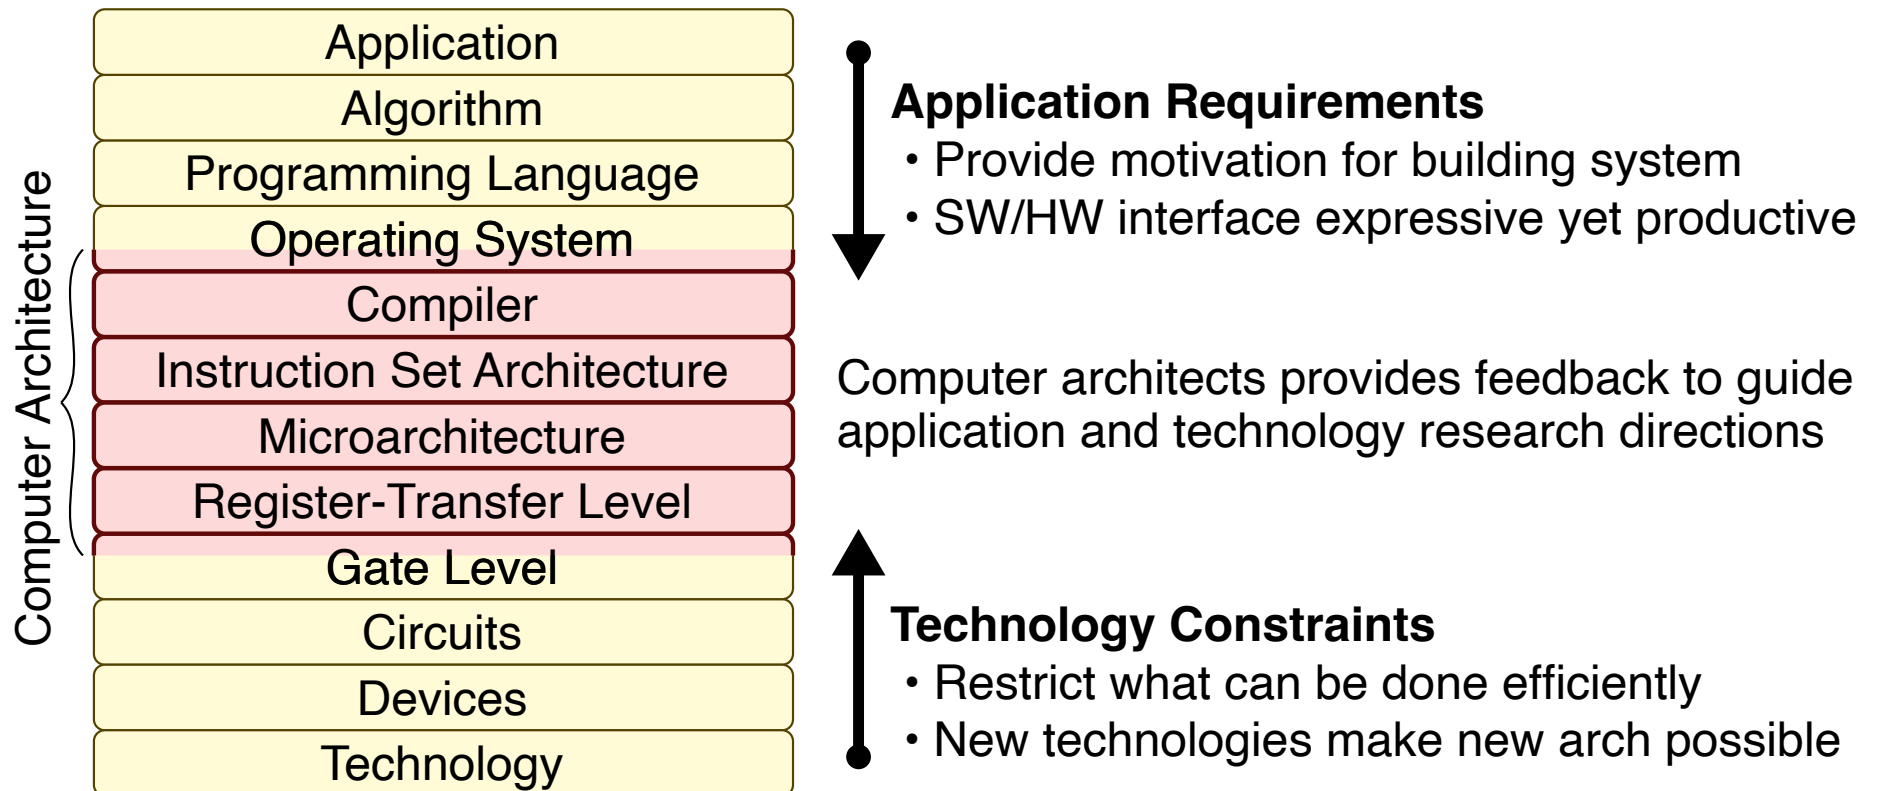 Computer Architecture
Application
Algorithm
Programming Language
Operating System
Compiler
Instruction Set Architecture
Microarchitecture
Register-Transfer Level
Gate Level
Circuits
Devices
Technology
Application Requirements
• Provide motivation for building system
• SW/HW interface expressive yet productive
Computer architects provides feedback to guide
application and technology research directions
Technology Constraints
• Restrict what can be done efficiently
• New technologies make new arch possible